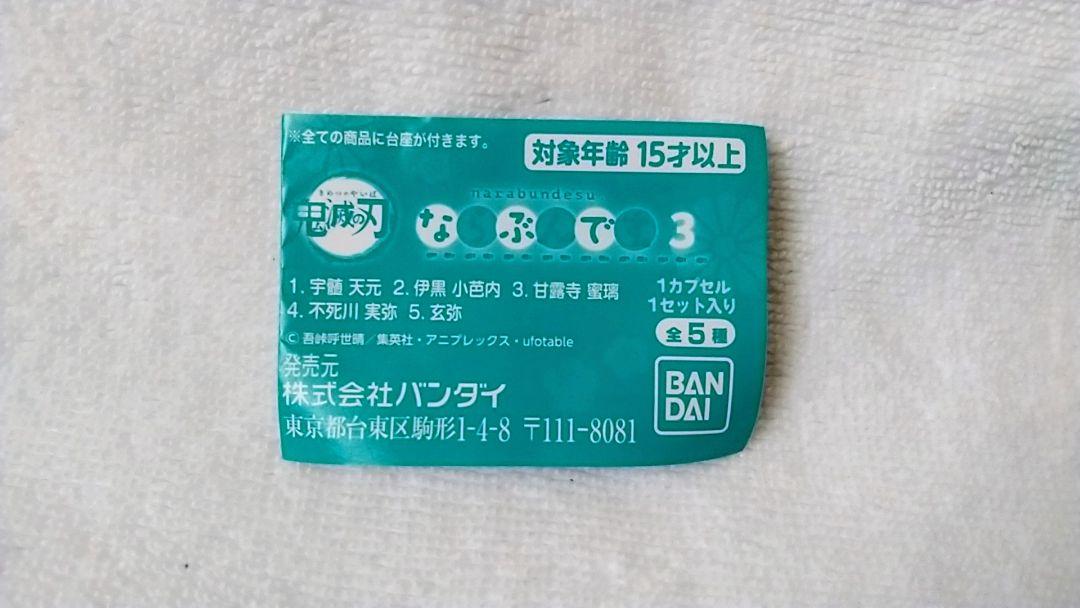 ※全ての商品に台座が付きます。
対象年齢 15才以上
きめつのやいば
鬼滅の刃
narabundesu
ならぶんです 3
1. 宇髄 天元 2. 伊黒 小芭内 3. 甘露寺 蜜璃
4. 不死川 実弥 5. 玄弥
1カプセル
1セット入り
全5種
© 吾峠呼世晴／集英社・アニプレックス・ufotable
発売元
株式会社バンダイ
東京都台東区駒形1-4-8 〒111-8081
BAN
DAI